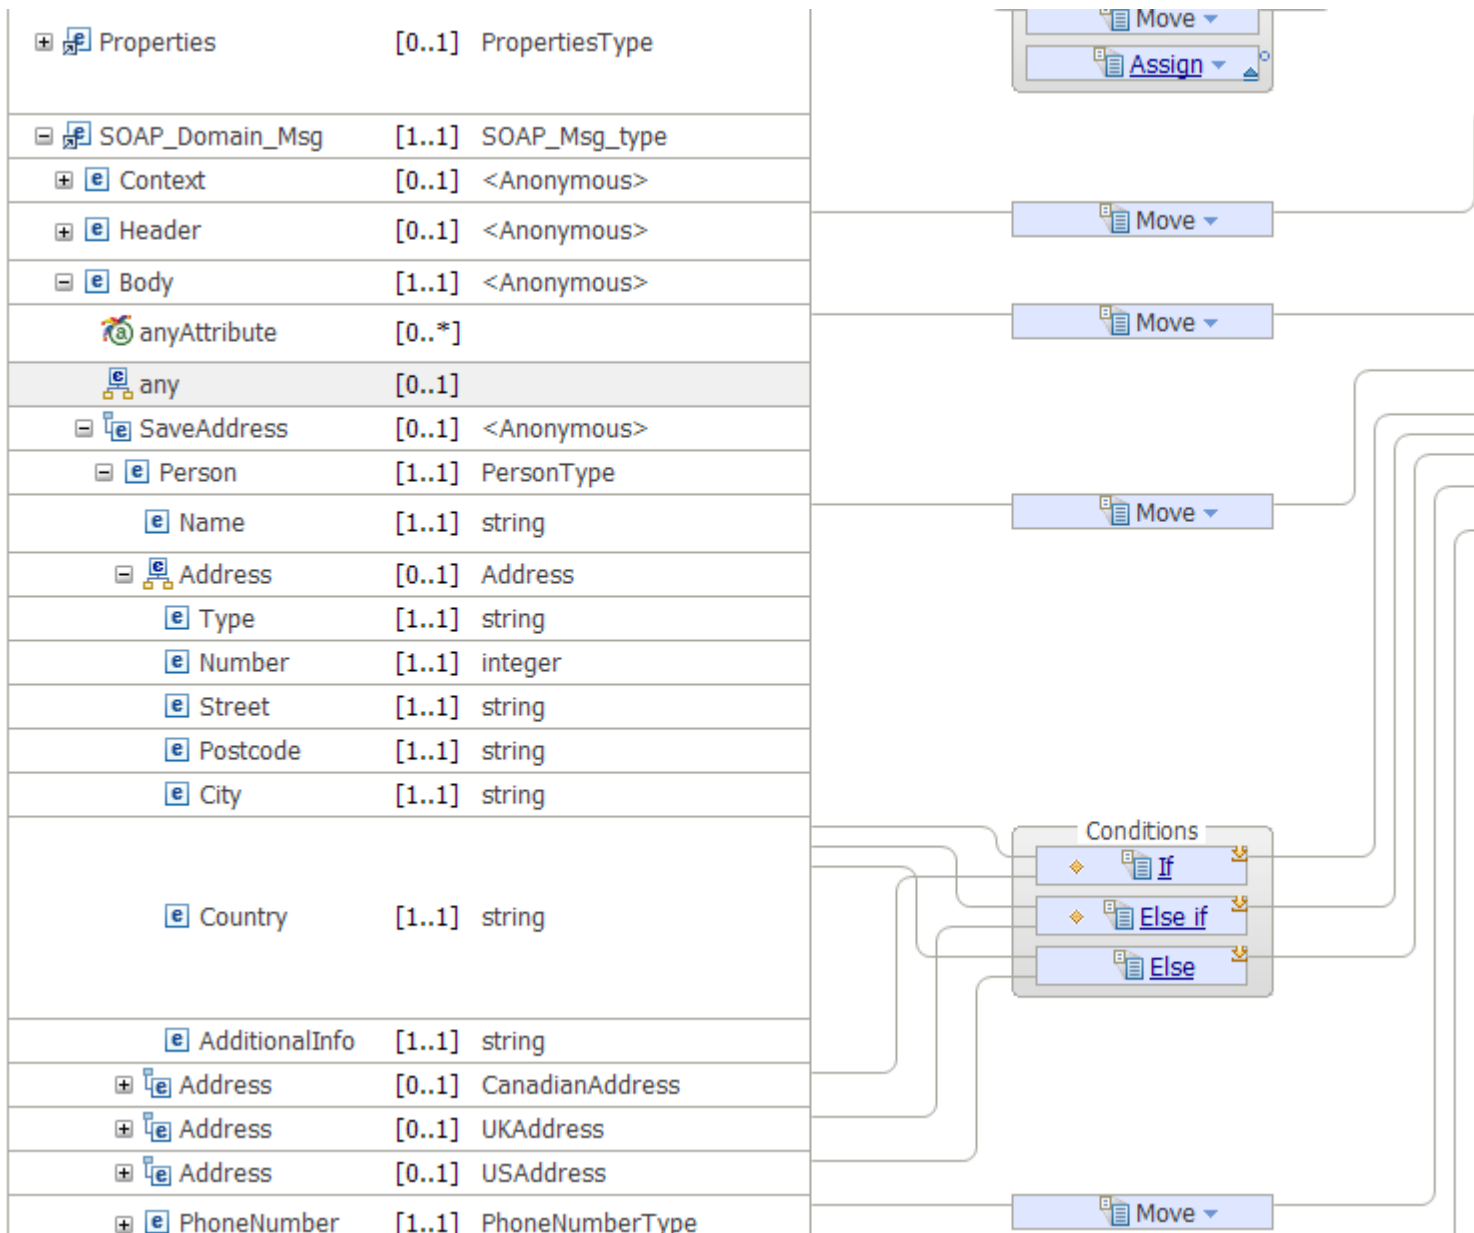 Move
Properties [0..1] PropertiesType
Assign
SOAP_Domain_Msg [1..1] SOAP_Msg_type
Context [0..1] <Anonymous>
Header [0..1] <Anonymous>
Move
Body [1..1] <Anonymous>
anyAttribute [0..*]
Move
any [0..1]
SaveAddress [0..1] <Anonymous>
Person [1..1] PersonType
Name [1..1] string
Move
Address [0..1] Address
Type [1..1] string
Number [1..1] integer
Street [1..1] string
Postcode [1..1] string
City [1..1] string
Conditions
If
Country [1..1] string
Else if
Else
AdditionalInfo [1..1] string
Address [0..1] CanadianAddress
Address [0..1] UKAddress
Address [0..1] USAddress
PhoneNumber [1..1] PhoneNumberType
Move